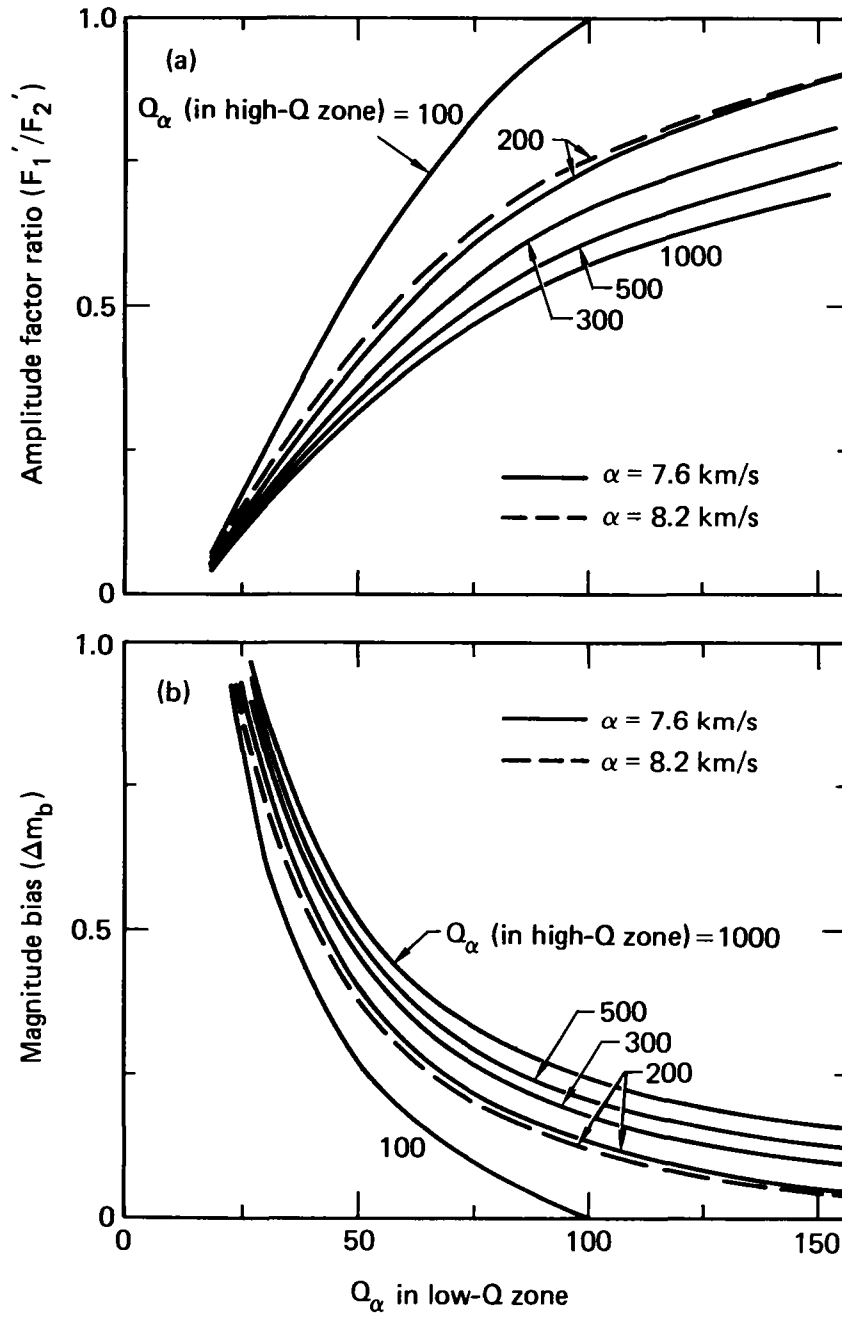 1.0
(a)
Qα (in high-Q zone) = 100
200
1000
500
300
0.5
0
Amplitude factor ratio (F₁′/F₂′)
α = 7.6 km/s
α = 8.2 km/s
1.0
(b)
α = 7.6 km/s
α = 8.2 km/s
0.5
Qα (in high-Q zone) = 1000
500
300
200
100
0
Magnitude bias (Δm_b)
0
50
100
150
Qα in low-Q zone